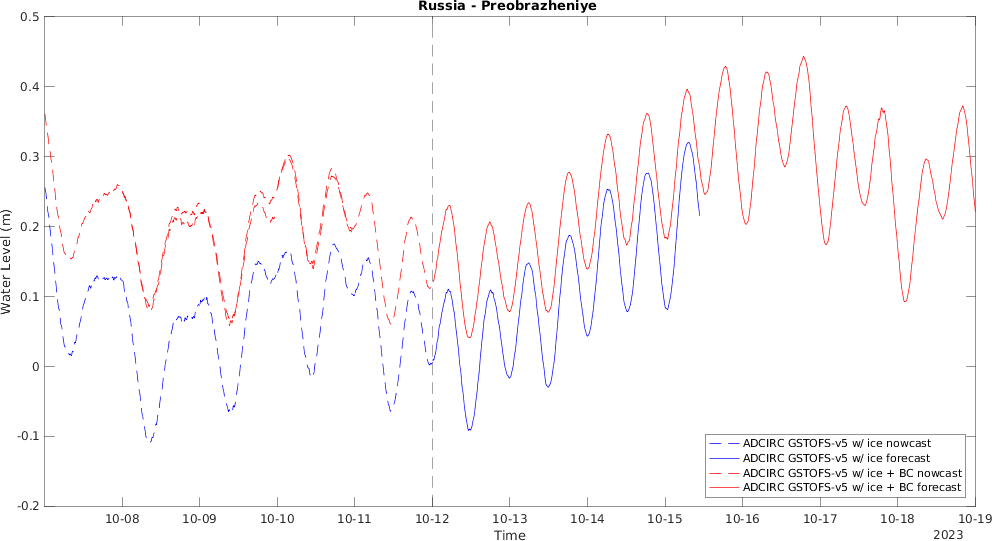 Russia - Preobrazheniye
Water Level (m)
0.5
0.4
0.3
0.2
0.1
0
-0.1
-0.2
ADCIRC GSTOFS-v5 w/ ice nowcast
ADCIRC GSTOFS-v5 w/ ice forecast
ADCIRC GSTOFS-v5 w/ ice + BC nowcast
ADCIRC GSTOFS-v5 w/ ice + BC forecast
10-08 10-09 10-10 10-11 10-12 10-13 10-14 10-15 10-16 10-17 10-18 10-19
Time
2023